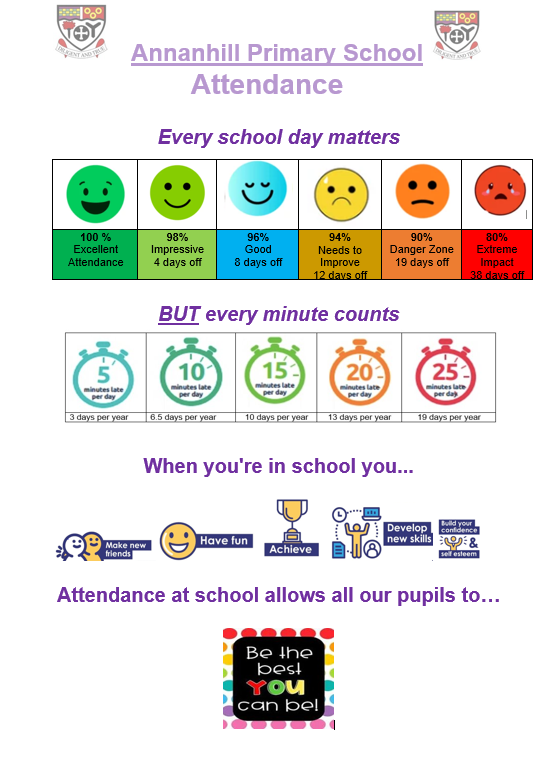 DILIGENT AND TRUE
DILIGENT AND TRUE
Annanhill Primary School
Attendance
Every school day matters
100 %
Excellent
Attendance
98%
Impressive
4 days off
96%
Good
8 days off
94%
Needs to
Improve
12 days off
90%
Danger Zone
19 days off
80%
Extreme
Impact
38 days off
BUT every minute counts
5
minutes late
per day
10
minutes late
per day
15
minutes late
per day
20
minutes late
per day
25
minutes late
per day
3 days per year
6.5 days per year
10 days per year
13 days per year
19 days per year
When you're in school you...
Make new
friends
Have fun
Achieve
Develop
new skills
Build your
confidence
&
self esteem
Attendance at school allows all our pupils to…
Be the
best
YOU
can be!